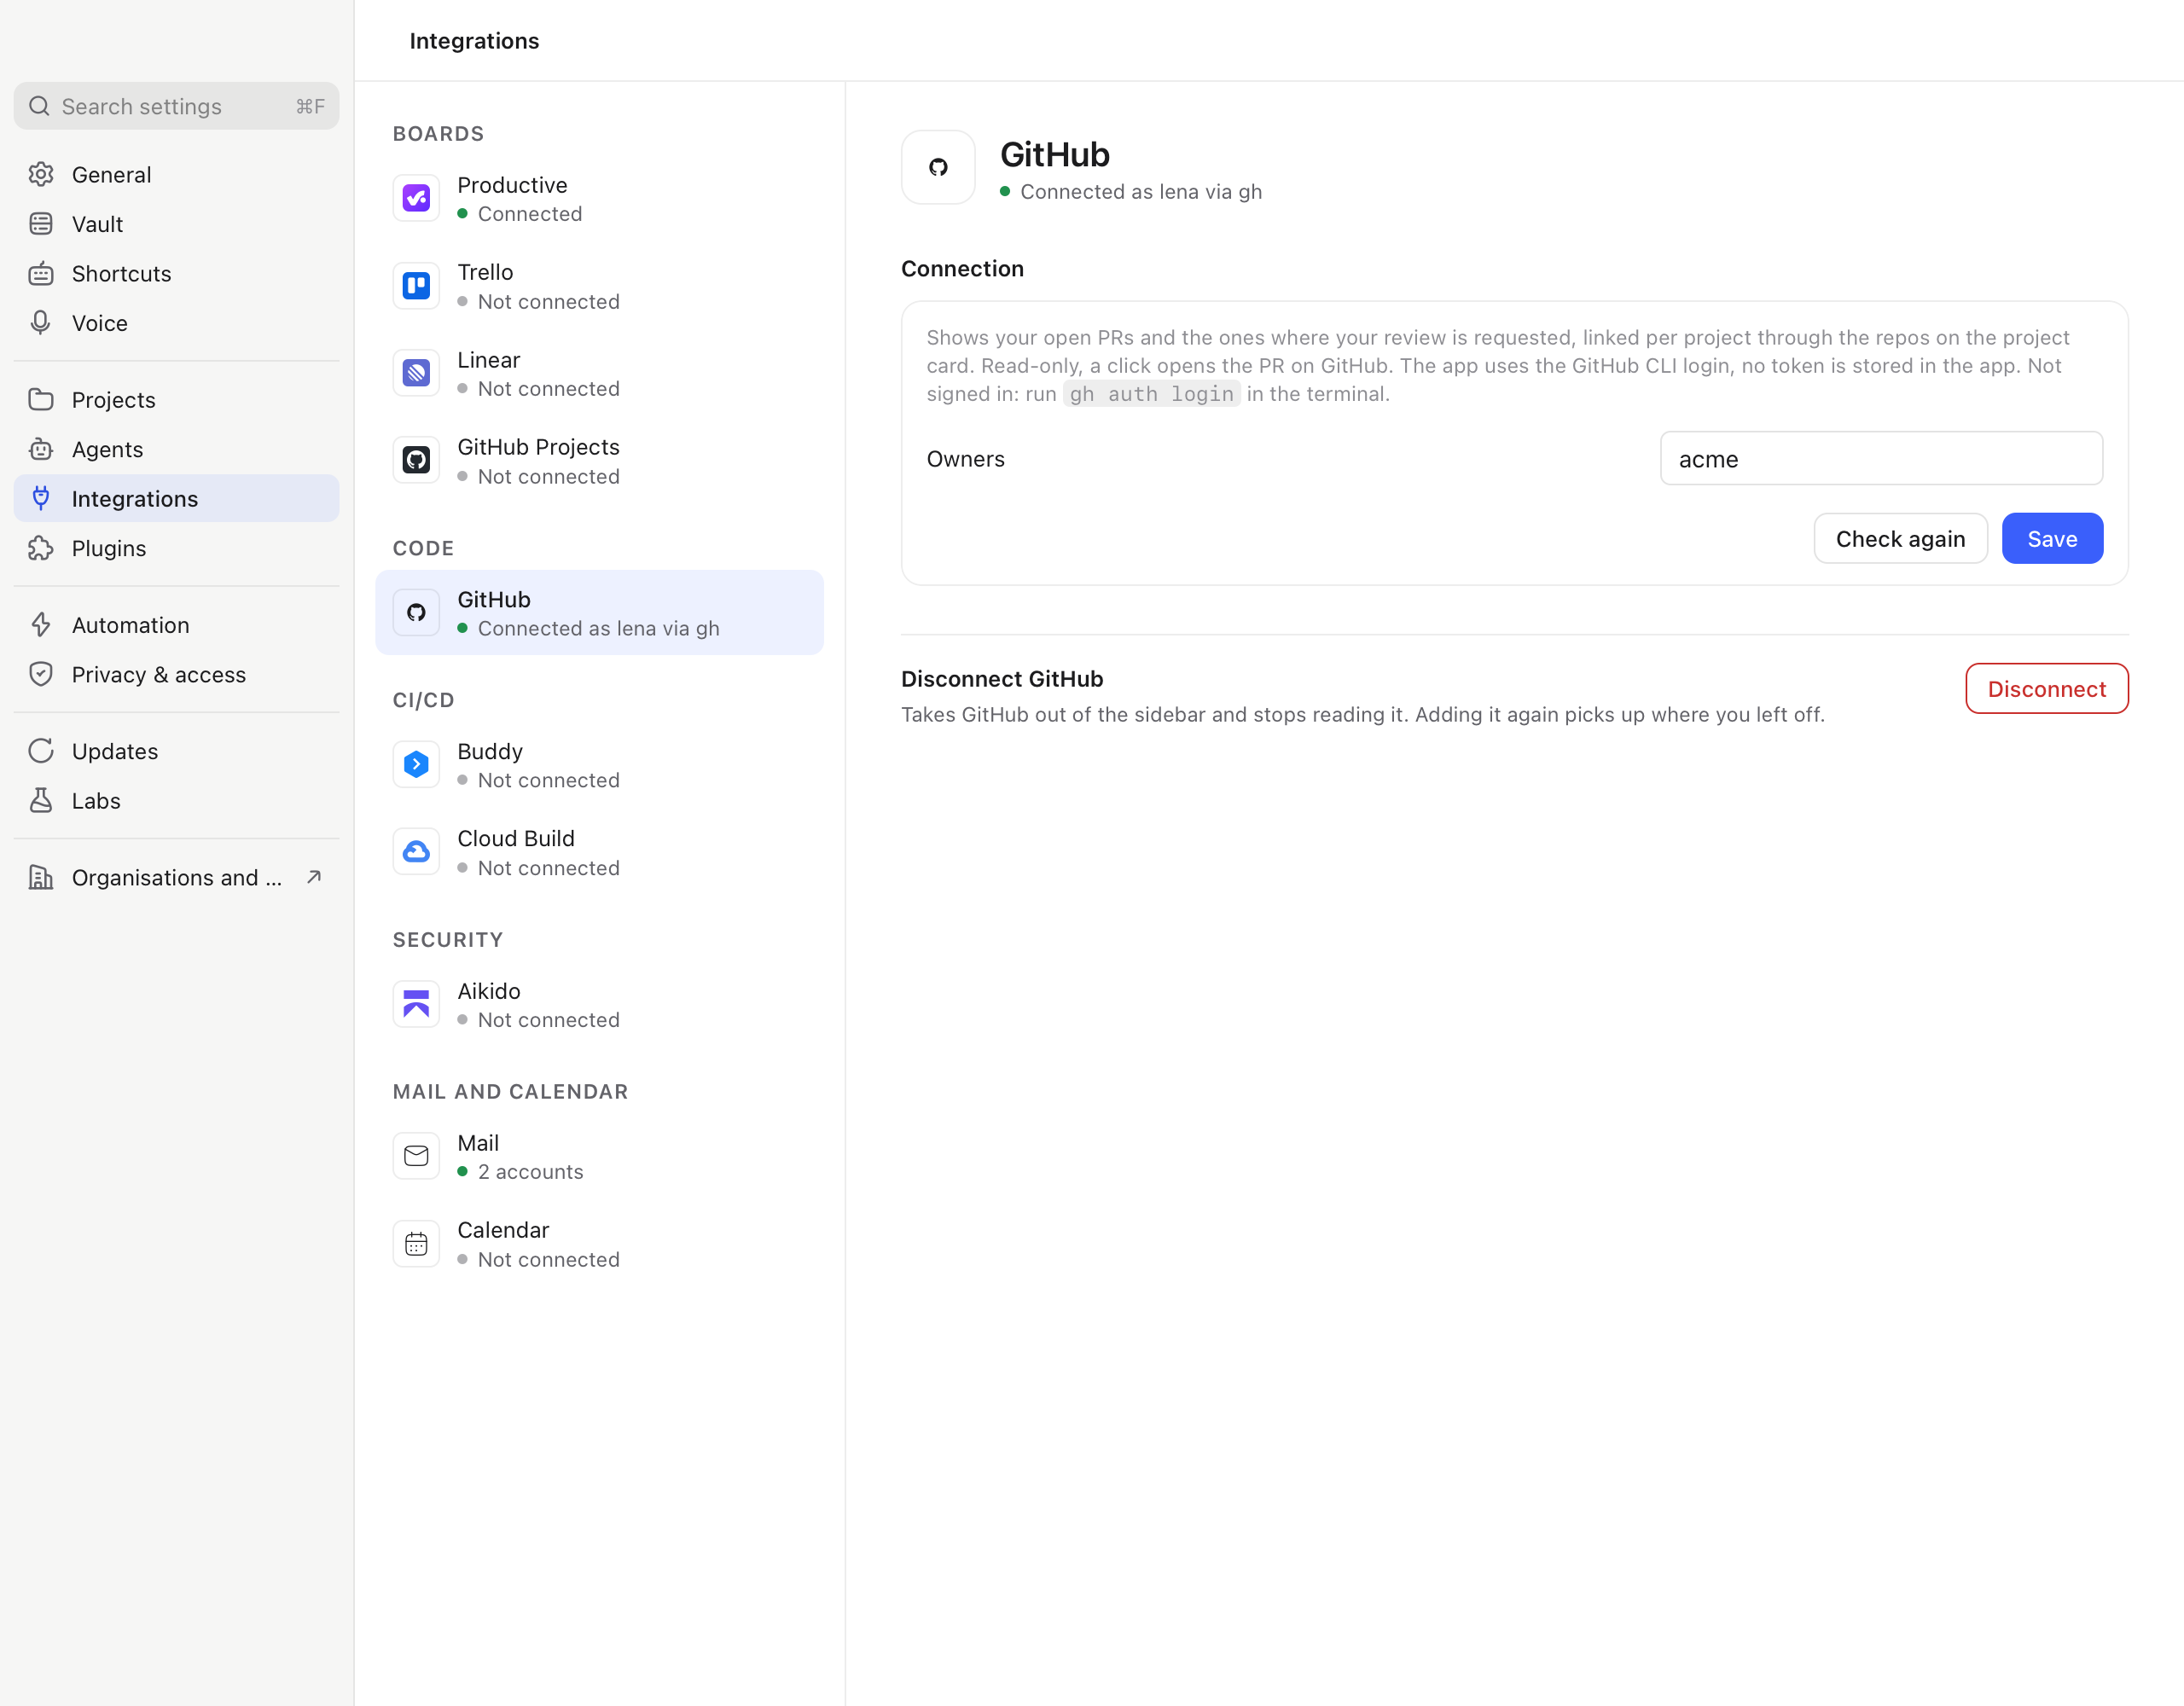 Integrations
Search settings ⌘F
General
Vault
Shortcuts
Voice
Projects
Agents
Integrations
Plugins
Automation
Privacy & access
Updates
Labs
Organisations and ...
BOARDS
Productive
Connected
Trello
Not connected
Linear
Not connected
GitHub Projects
Not connected
CODE
GitHub
Connected as lena via gh
CI/CD
Buddy
Not connected
Cloud Build
Not connected
SECURITY
Aikido
Not connected
MAIL AND CALENDAR
Mail
2 accounts
Calendar
Not connected
GitHub
Connected as lena via gh
Connection
Shows your open PRs and the ones where your review is requested, linked per project through the repos on the project
card. Read-only, a click opens the PR on GitHub. The app uses the GitHub CLI login, no token is stored in the app. Not
signed in: run gh auth login in the terminal.
Owners
acme
Check again
Save
Disconnect GitHub
Takes GitHub out of the sidebar and stops reading it. Adding it again picks up where you left off.
Disconnect